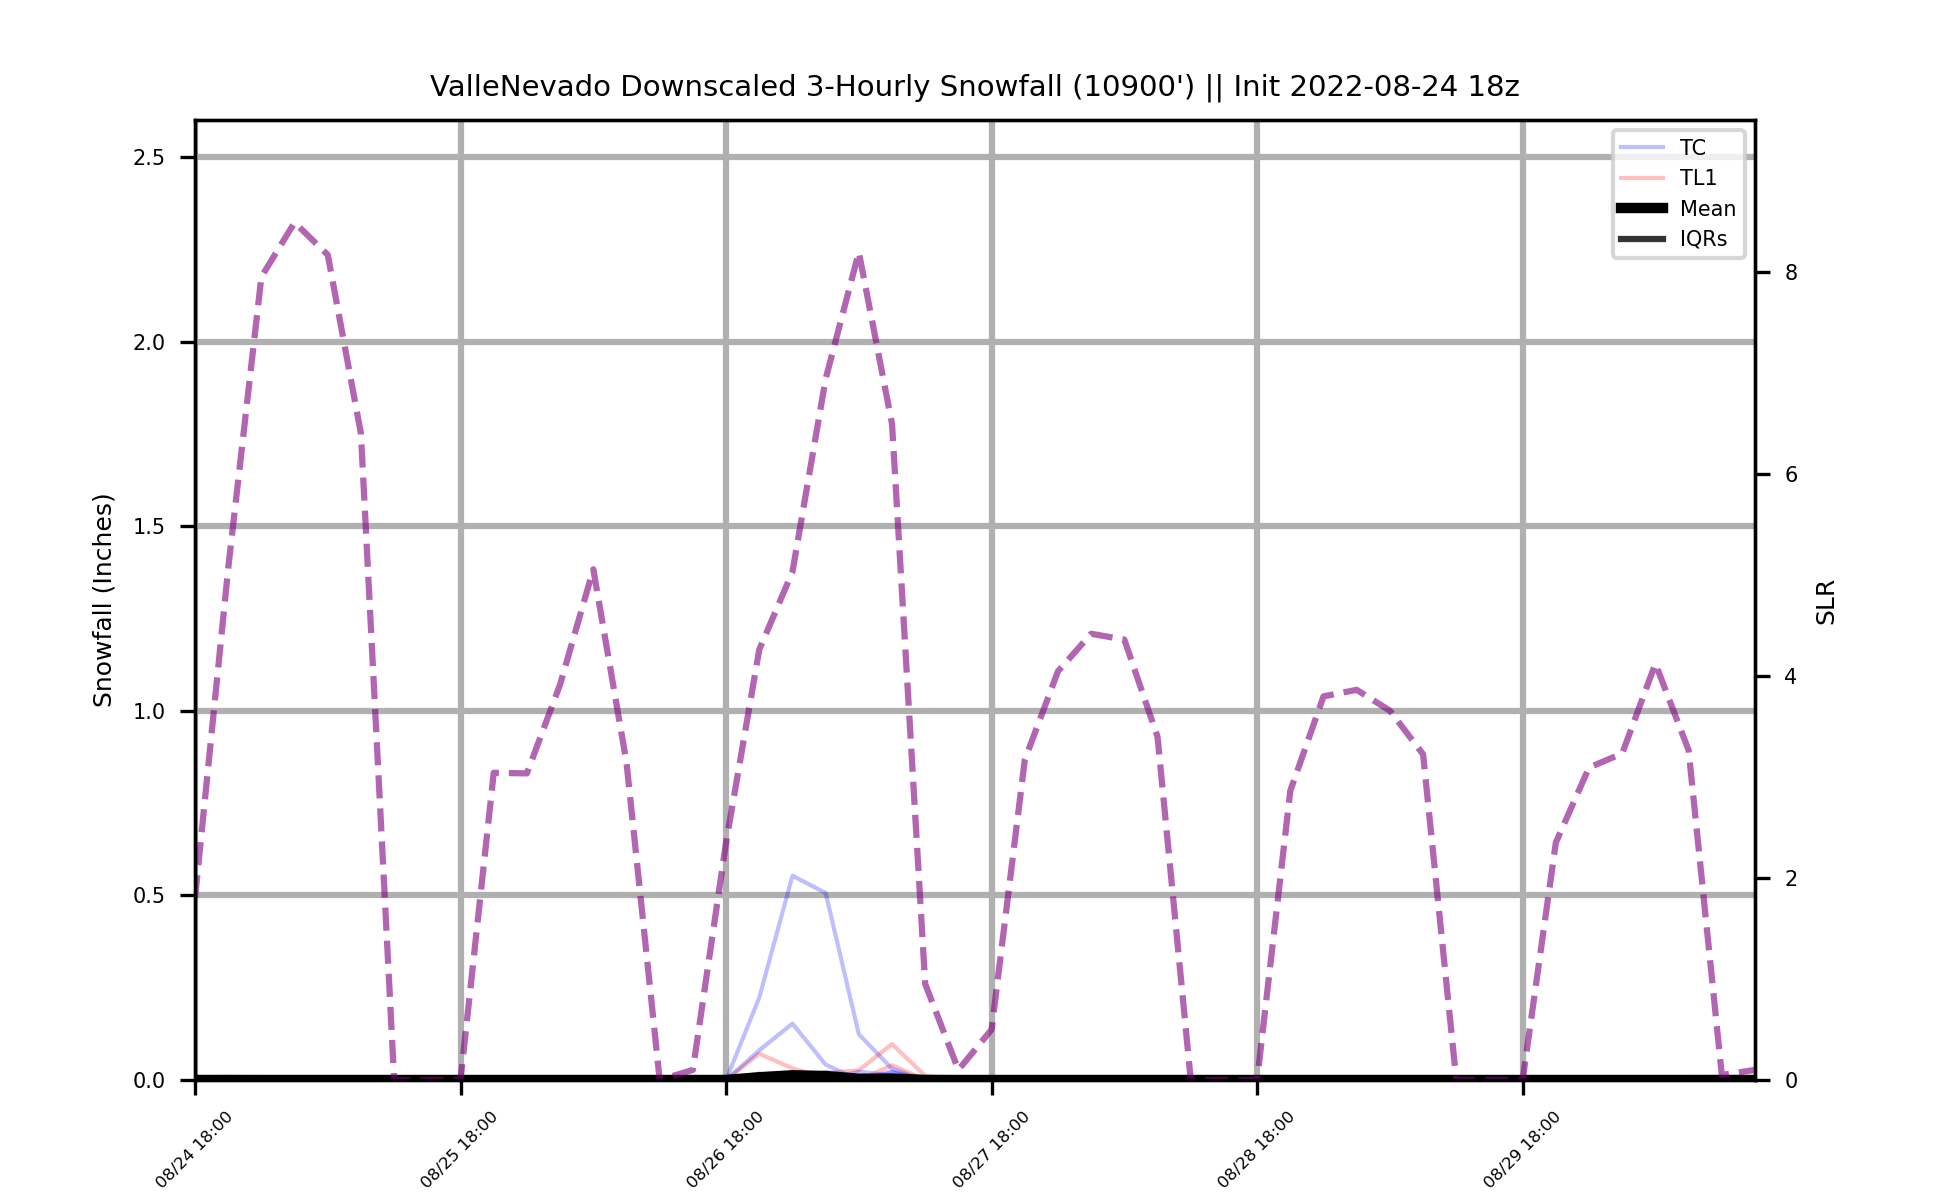 ValleNevado Downscaled 3-Hourly Snowfall (10900') || Init 2022-08-24 18z
TC
TL1
Mean
IQRs
Snowfall (Inches)
2.5
2.0
1.5
1.0
0.5
0.0
SLR
8
6
4
2
0
08/24 18:00
08/25 18:00
08/26 18:00
08/27 18:00
08/28 18:00
08/29 18:00